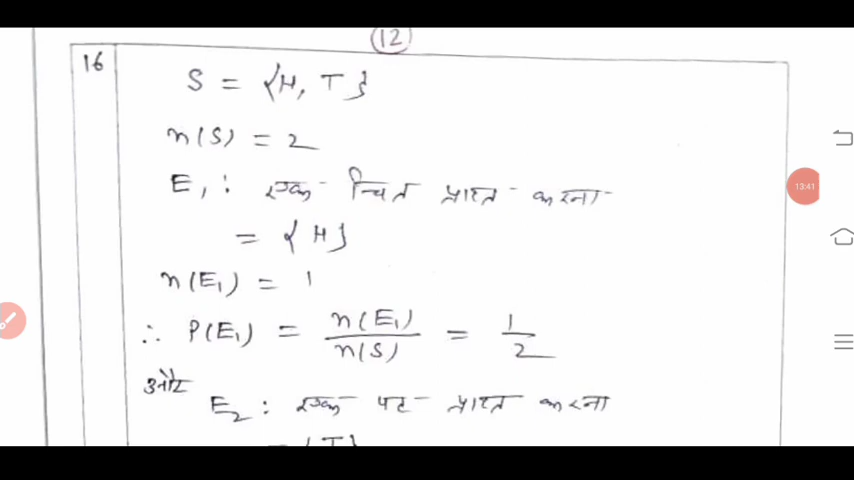 (12)
16
S = {H, T}
n(S) = 2
E₁ : एक चित प्राप्त करना
= {H}
n(E₁) = 1
∴ P(E₁) = n(E₁)/n(S) = 1/2
और
E₂ : एक पट प्राप्त करना
= {T}
13:41